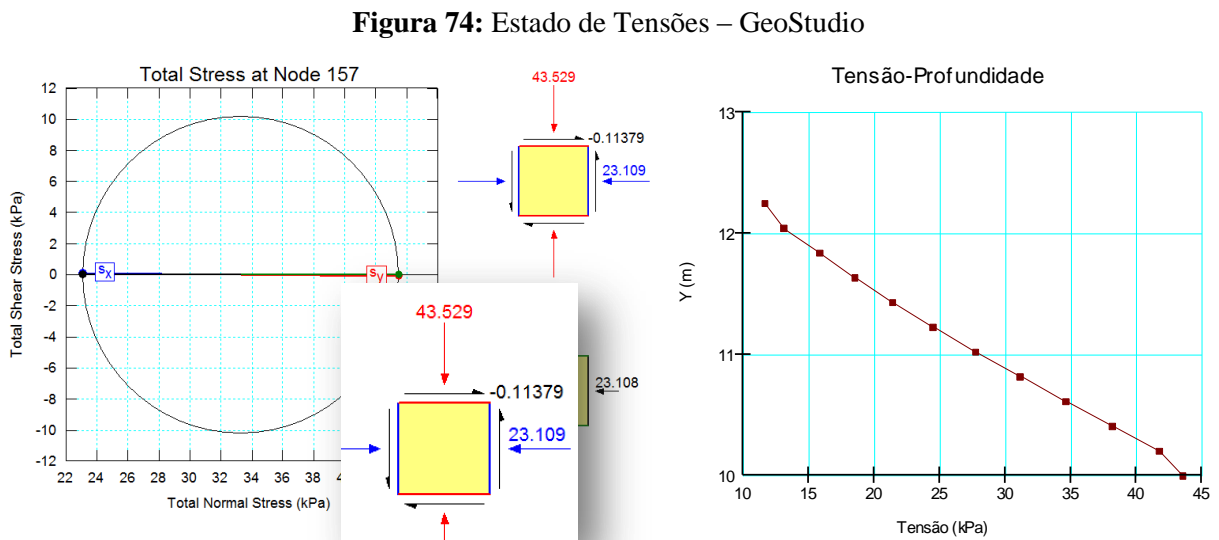 Figura 74: Estado de Tensões – GeoStudio
Total Stress at Node 157
Total Shear Stress (kPa)
12
10
8
6
4
2
0
-2
-4
-6
-8
-10
-12
sx
sy
22 24 26 28 30 32 34 36 38 4
Total Normal Stress (kPa)
43.529
-0.11379
23.109
23.108
43.529
-0.11379
23.109
Tensão-Profundidade
Y (m)
13
12
11
10
10 15 20 25 30 35 40 45
Tensão (kPa)